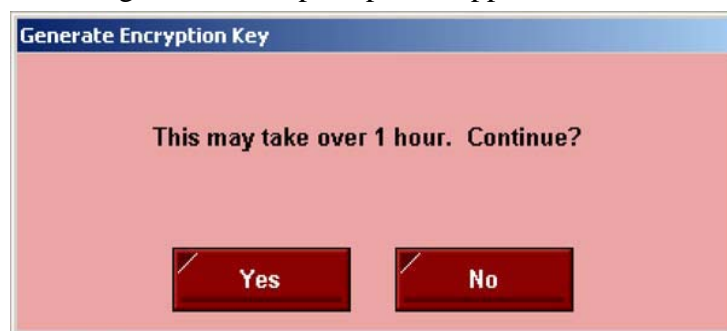 Generate Encryption Key
This may take over 1 hour.  Continue?
Yes
No